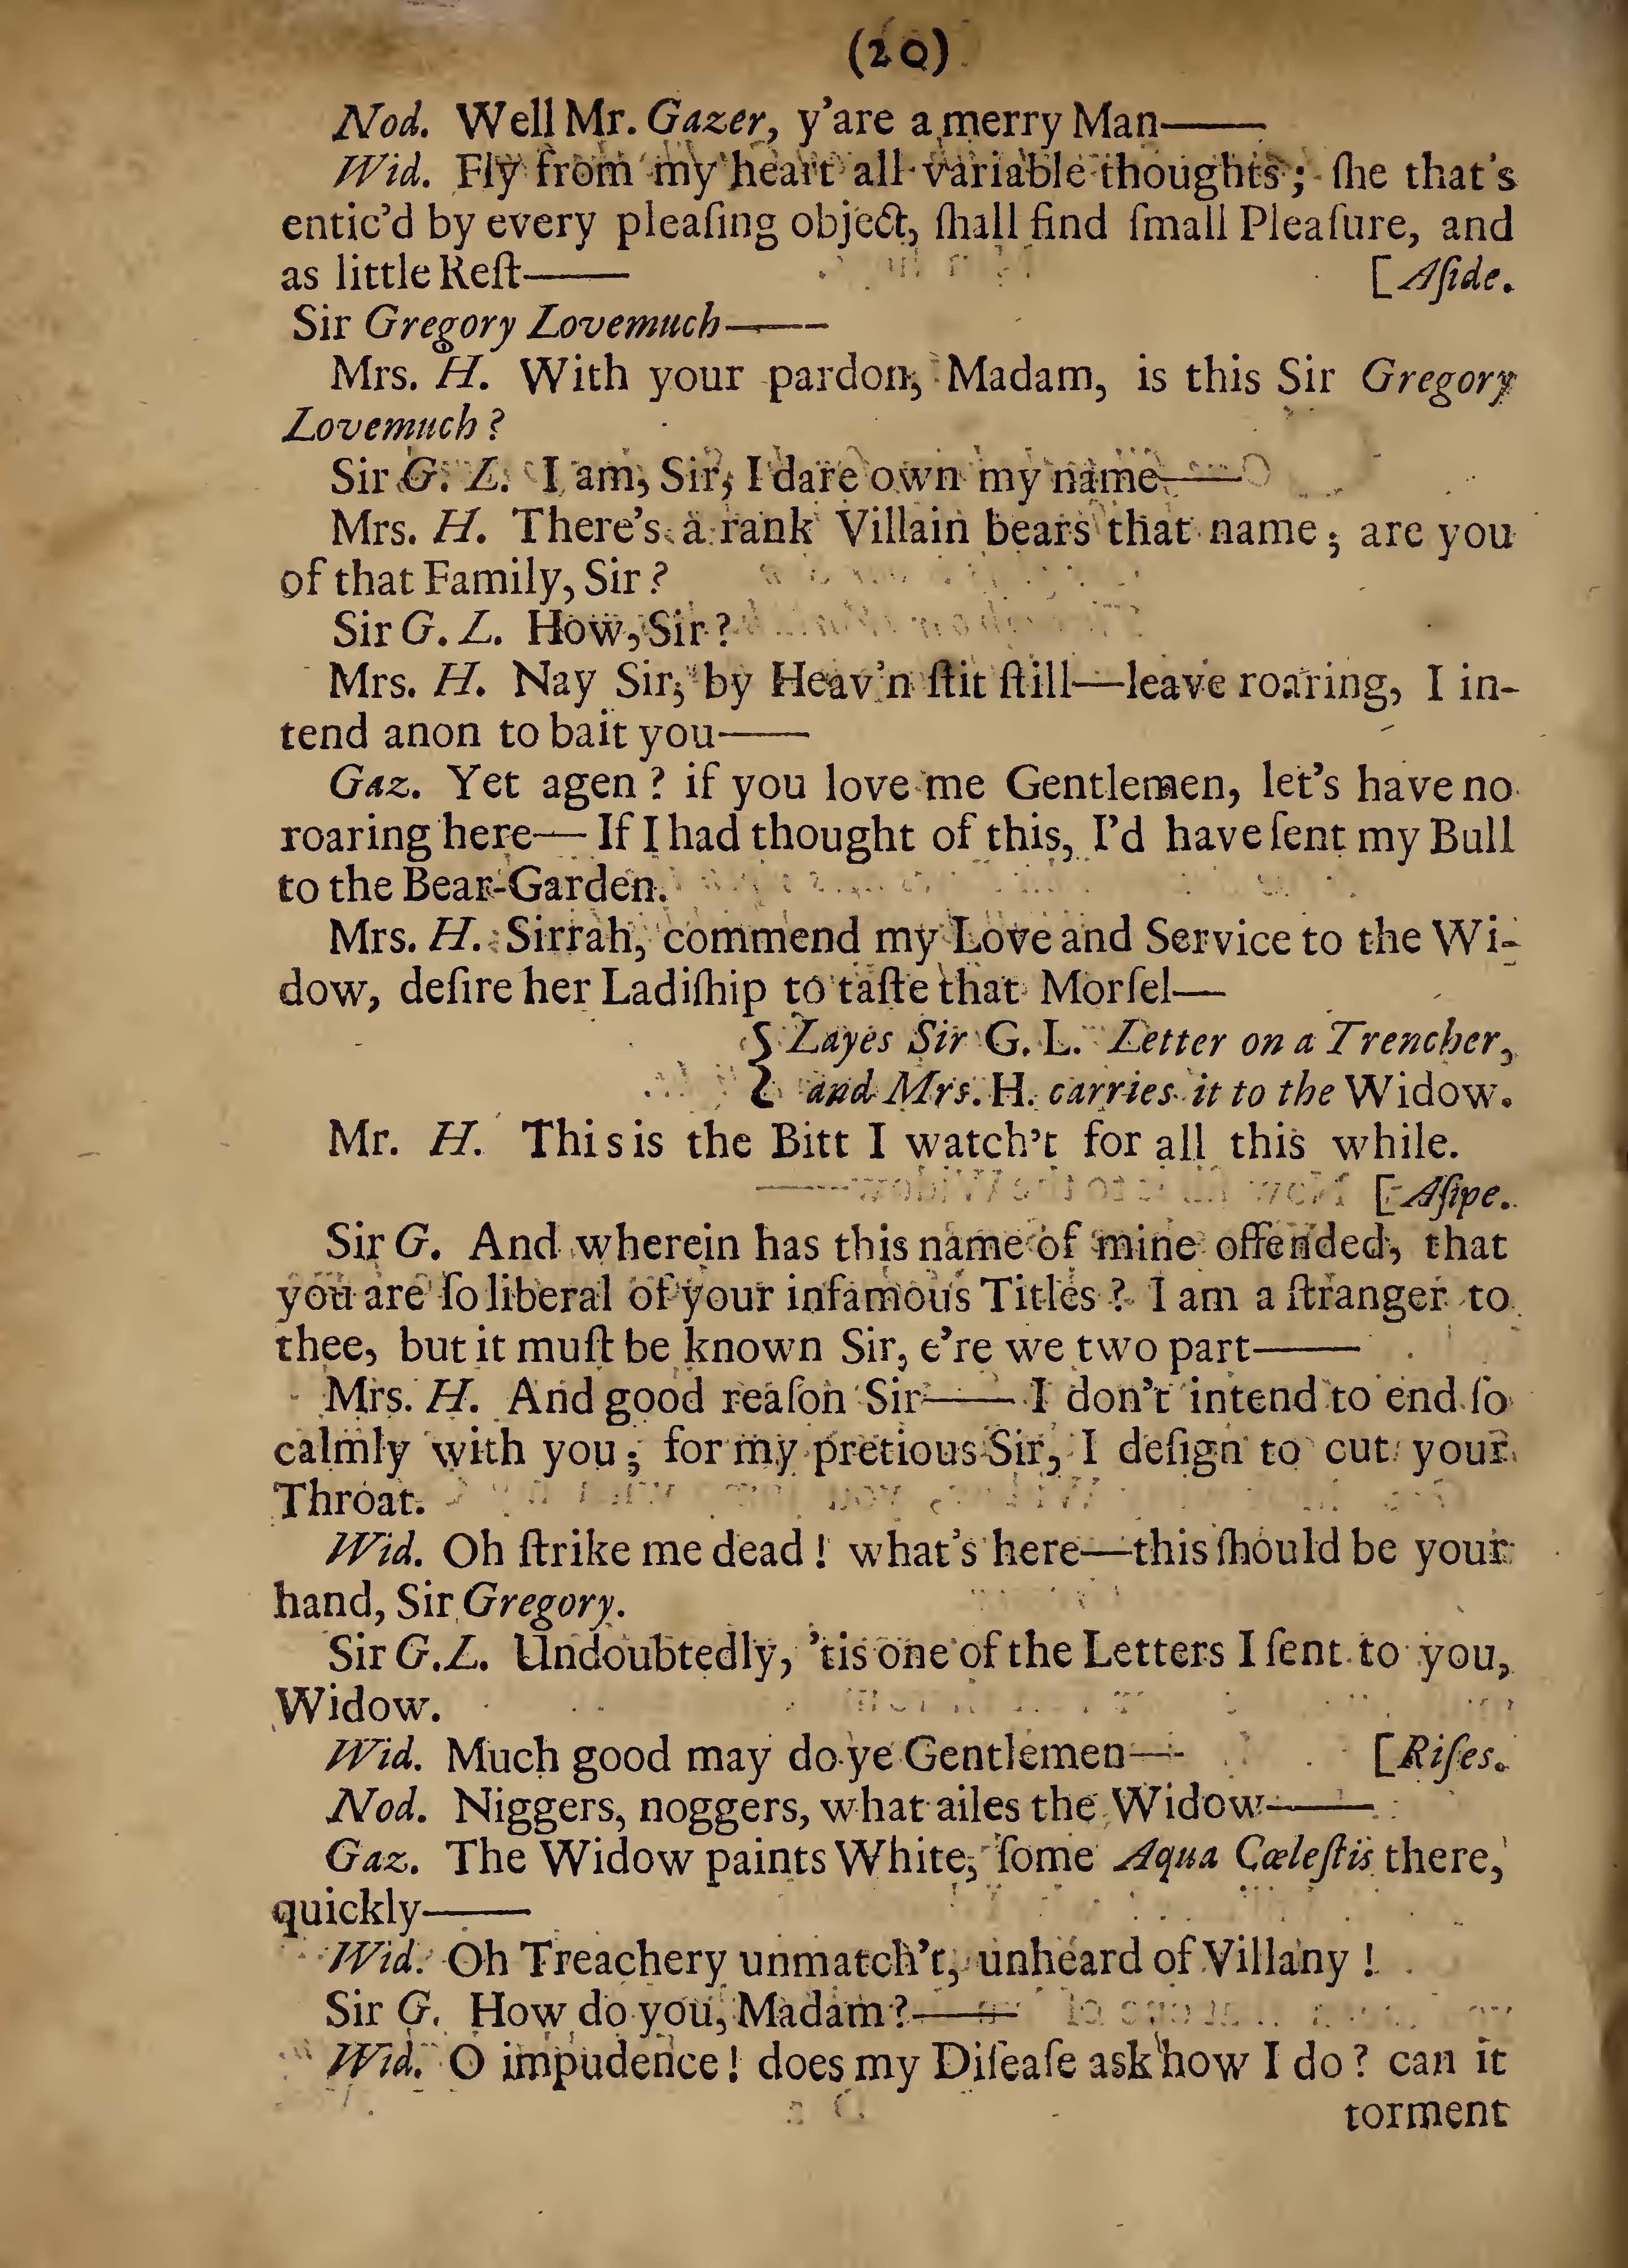 (20)
Nod. Well Mr. Gazer, y'are a merry Man——
Wid. Fly from my heart all variable thoughts; ſhe that's
entic'd by every pleaſing object, ſhall find ſmall Pleaſure, and
as little Reſt—— [Aſide.
Sir Gregory Lovemuch——
Mrs. H. With your pardon, Madam, is this Sir Gregory
Lovemuch?
Sir G. L. I am, Sir, I dare own my name——
Mrs. H. There's a rank Villain bears that name; are you
of that Family, Sir?
Sir G. L. How, Sir?
Mrs. H. Nay Sir, by Heav'n ſtit ſtill—leave roaring, I in-
tend anon to bait you——
Gaz. Yet agen? if you love me Gentlemen, let's have no
roaring here— If I had thought of this, I'd have ſent my Bull
to the Bear-Garden.
Mrs. H. Sirrah, commend my Love and Service to the Wi-
dow, deſire her Ladiſhip to taſte that Morſel—
{ Layes Sir G. L. Letter on a Trencher,
and Mrs. H. carries it to the Widow.
Mr. H. This is the Bitt I watch't for all this while.
[Aſipe.
Sir G. And wherein has this name of mine offended, that
you are ſo liberal of your infamous Titles? I am a ſtranger to
thee, but it muſt be known Sir, e're we two part——
Mrs. H. And good reaſon Sir—— I don't intend to end ſo
calmly with you; for my pretious Sir, I deſign to cut your
Throat.
Wid. Oh ſtrike me dead! what's here—this ſhould be your
hand, Sir Gregory.
Sir G.L. Undoubtedly, 'tis one of the Letters I ſent to you,
Widow.
Wid. Much good may do ye Gentlemen— [Riſes.
Nod. Niggers, noggers, what ailes the Widow——
Gaz. The Widow paints White, ſome Aqua Cœleſtis there,
quickly——
Wid. Oh Treachery unmatch't, unheard of Villany!
Sir G. How do you, Madam?——
Wid. O impudence! does my Diſeaſe ask how I do? can it
torment